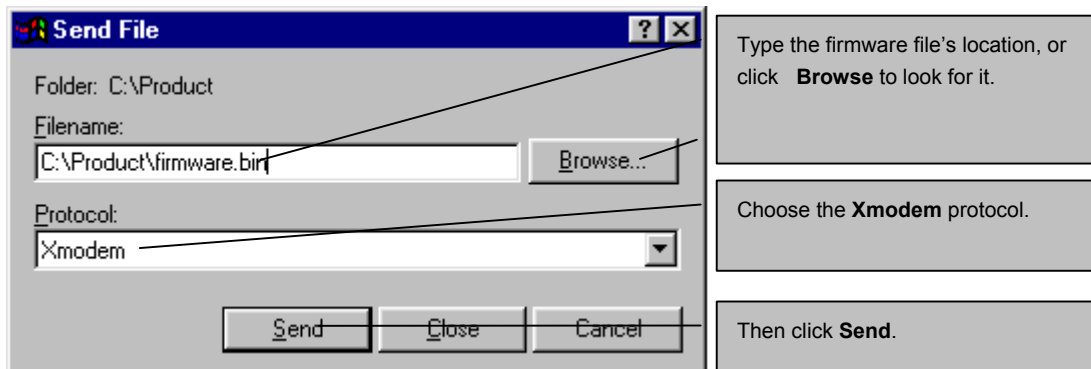 Send File
Folder: C:\Product
Filename:
C:\Product\firmware.bin
Browse...
Protocol:
Xmodem
Send
Close
Cancel
Type the firmware file's location, or
click Browse to look for it.
Choose the Xmodem protocol.
Then click Send.